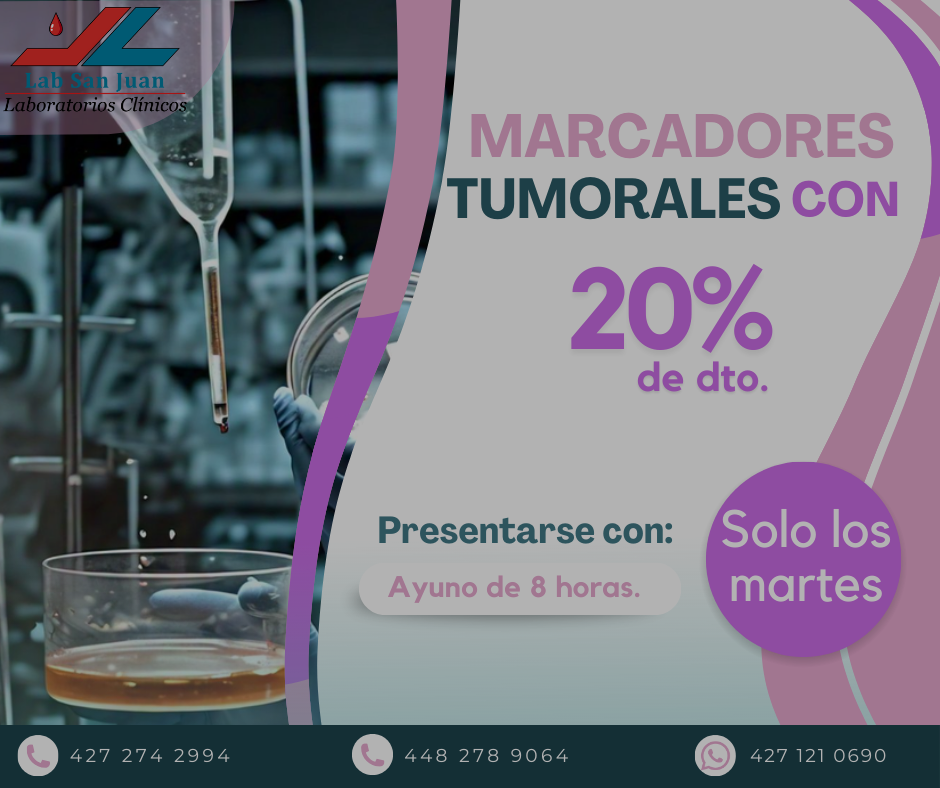 Lab San Juan
Laboratorios Clínicos
MARCADORES
TUMORALES CON
20%
de dto.
Presentarse con:
Ayuno de 8 horas.
Solo los
martes
427 274 2994
448 278 9064
427 121 0690